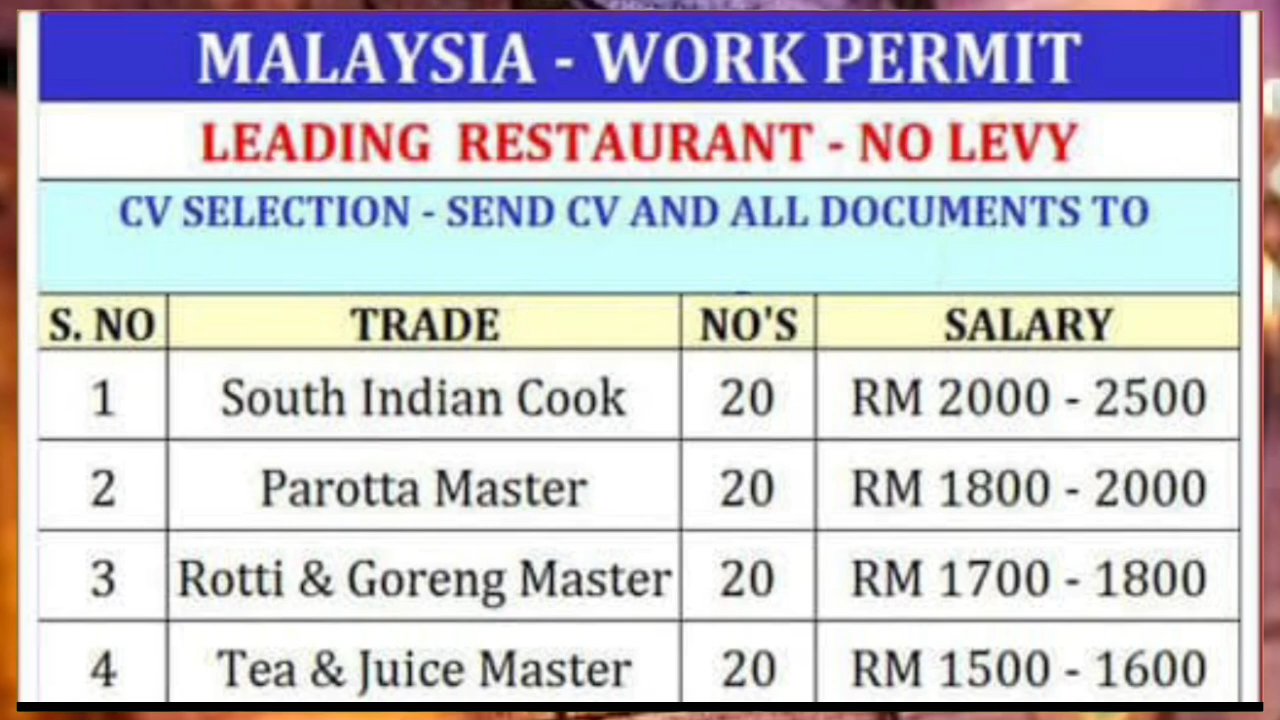 MALAYSIA - WORK PERMIT
LEADING RESTAURANT - NO LEVY
CV SELECTION - SEND CV AND ALL DOCUMENTS TO
S. NO TRADE NO'S SALARY
1 South Indian Cook 20 RM 2000 - 2500
2 Parotta Master 20 RM 1800 - 2000
3 Rotti & Goreng Master 20 RM 1700 - 1800
4 Tea & Juice Master 20 RM 1500 - 1600